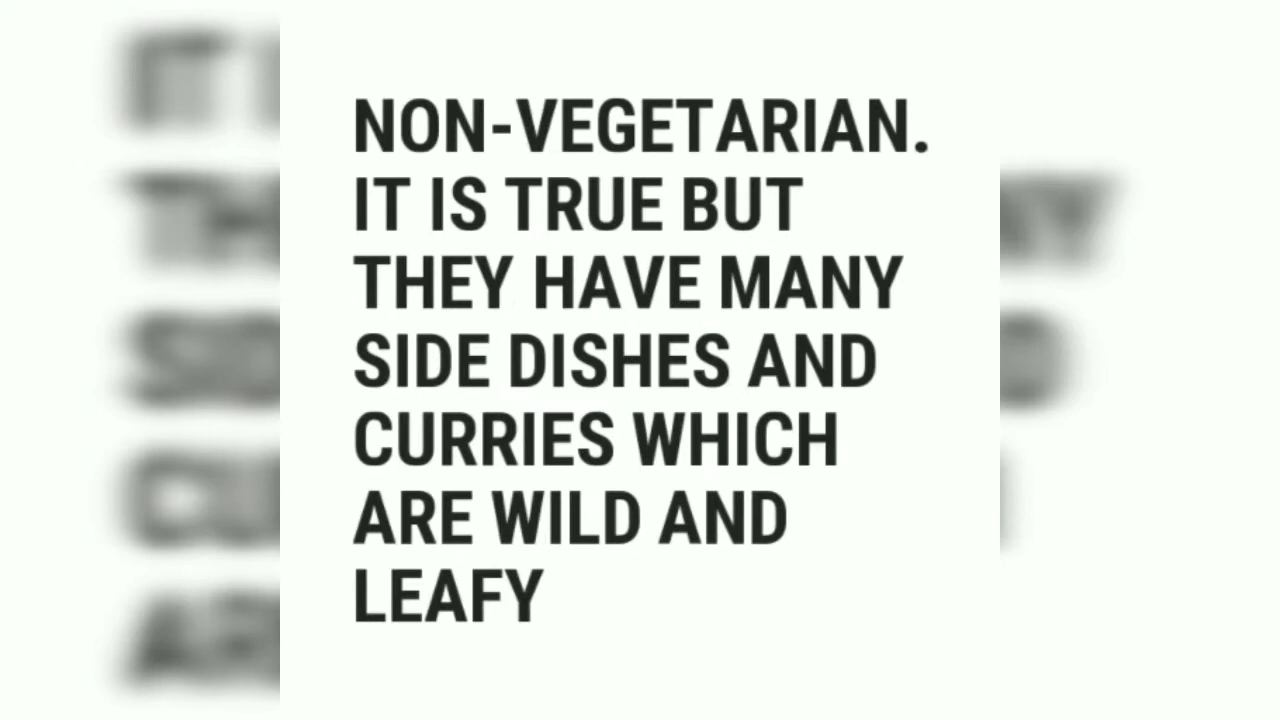 NON-VEGETARIAN.
IT IS TRUE BUT
THEY HAVE MANY
SIDE DISHES AND
CURRIES WHICH
ARE WILD AND
LEAFY